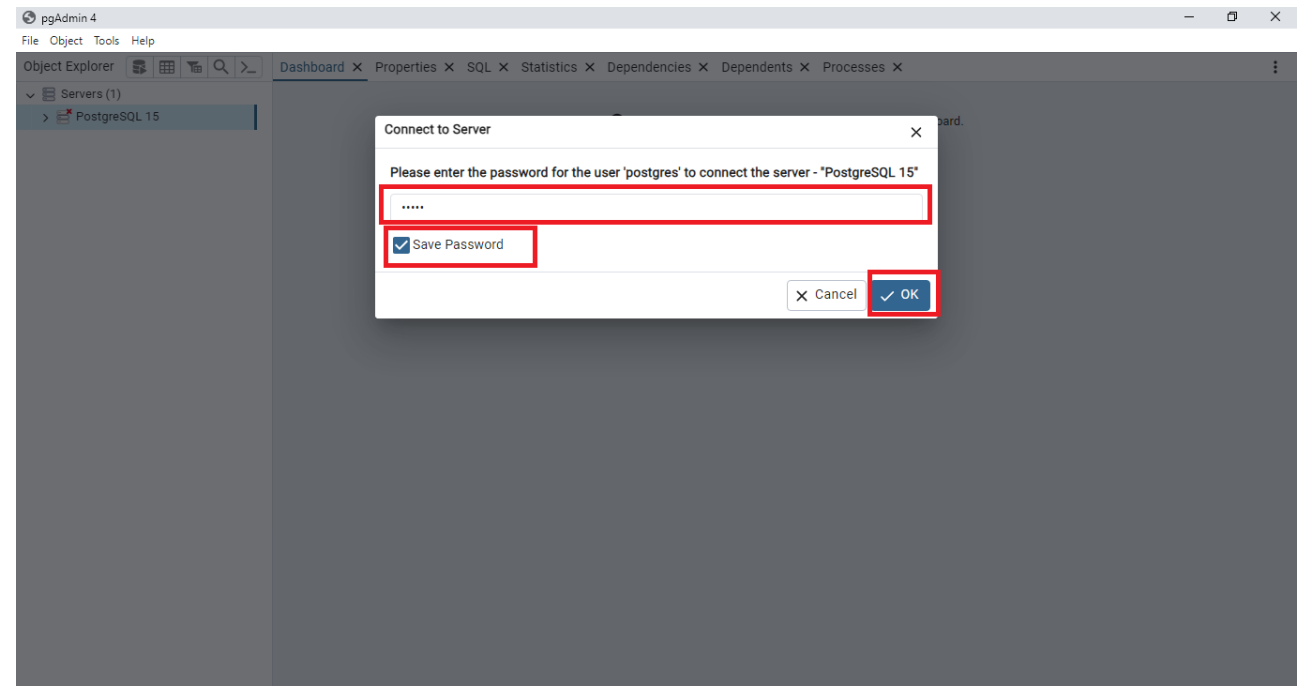 pgAdmin 4
File Object Tools Help
Object Explorer Dashboard Properties SQL Statistics Dependencies Dependents Processes
Servers (1)
PostgreSQL 15
Connect to Server
Please enter the password for the user 'postgres' to connect the server - "PostgreSQL 15"
•••••
Save Password
Cancel OK